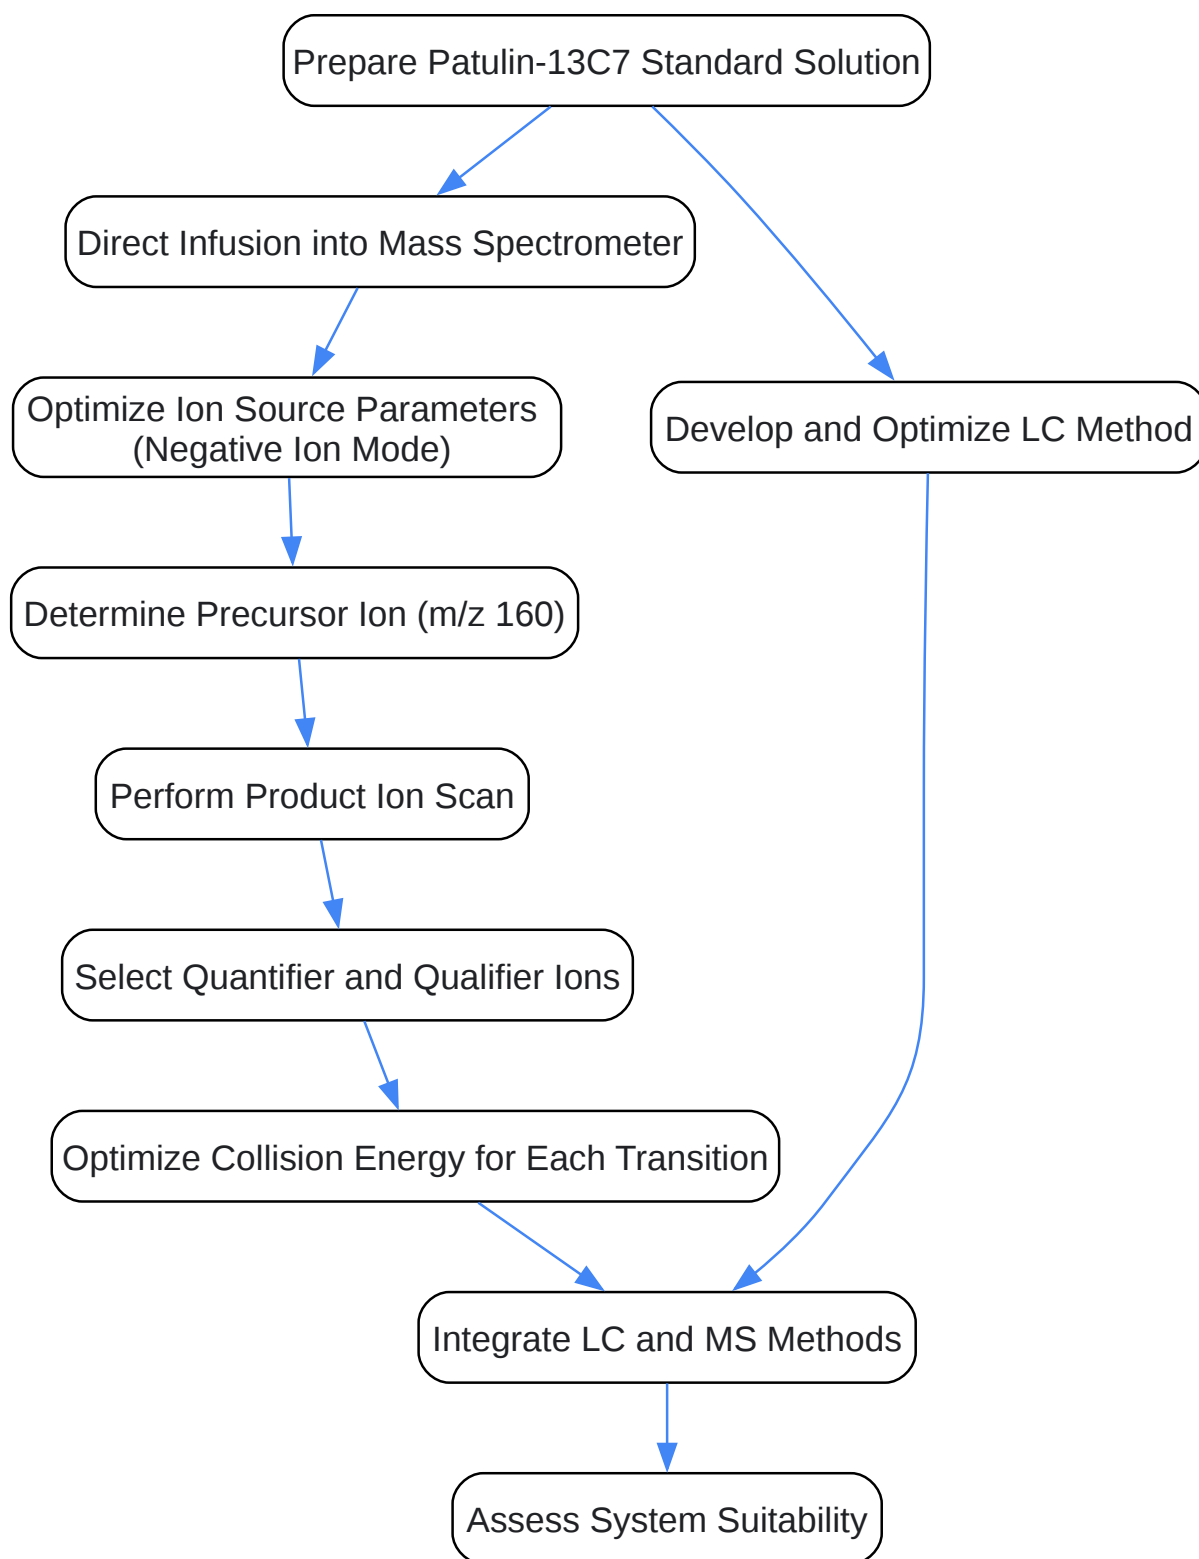 Prepare Patulin-13C7 Standard Solution
Direct Infusion into Mass Spectrometer
Optimize Ion Source Parameters
(Negative Ion Mode)
Develop and Optimize LC Method
Determine Precursor Ion (m/z 160)
Perform Product Ion Scan
Select Quantifier and Qualifier Ions
Optimize Collision Energy for Each Transition
Integrate LC and MS Methods
Assess System Suitability